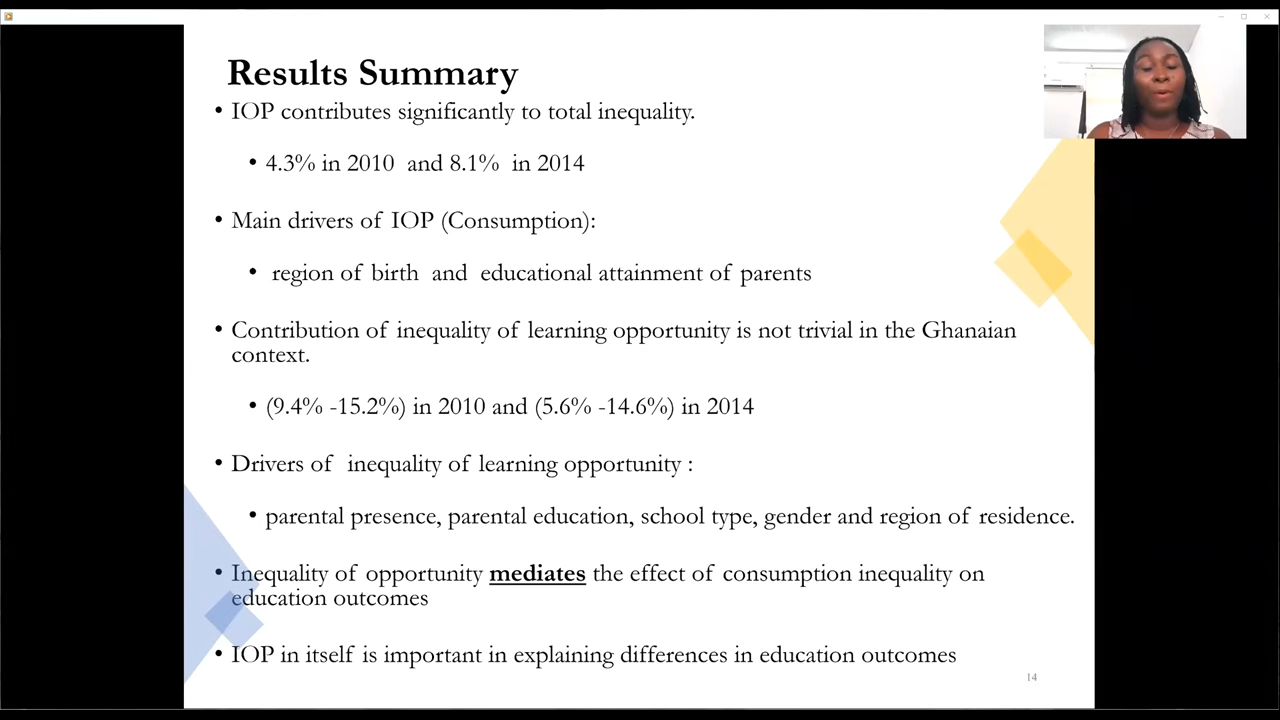 Results Summary
• IOP contributes significantly to total inequality.
• 4.3% in 2010 and 8.1% in 2014
• Main drivers of IOP (Consumption):
• region of birth and educational attainment of parents
• Contribution of inequality of learning opportunity is not trivial in the Ghanaian
context.
• (9.4% -15.2%) in 2010 and (5.6% -14.6%) in 2014
• Drivers of inequality of learning opportunity :
• parental presence, parental education, school type, gender and region of residence.
• Inequality of opportunity mediates the effect of consumption inequality on
education outcomes
• IOP in itself is important in explaining differences in education outcomes
14